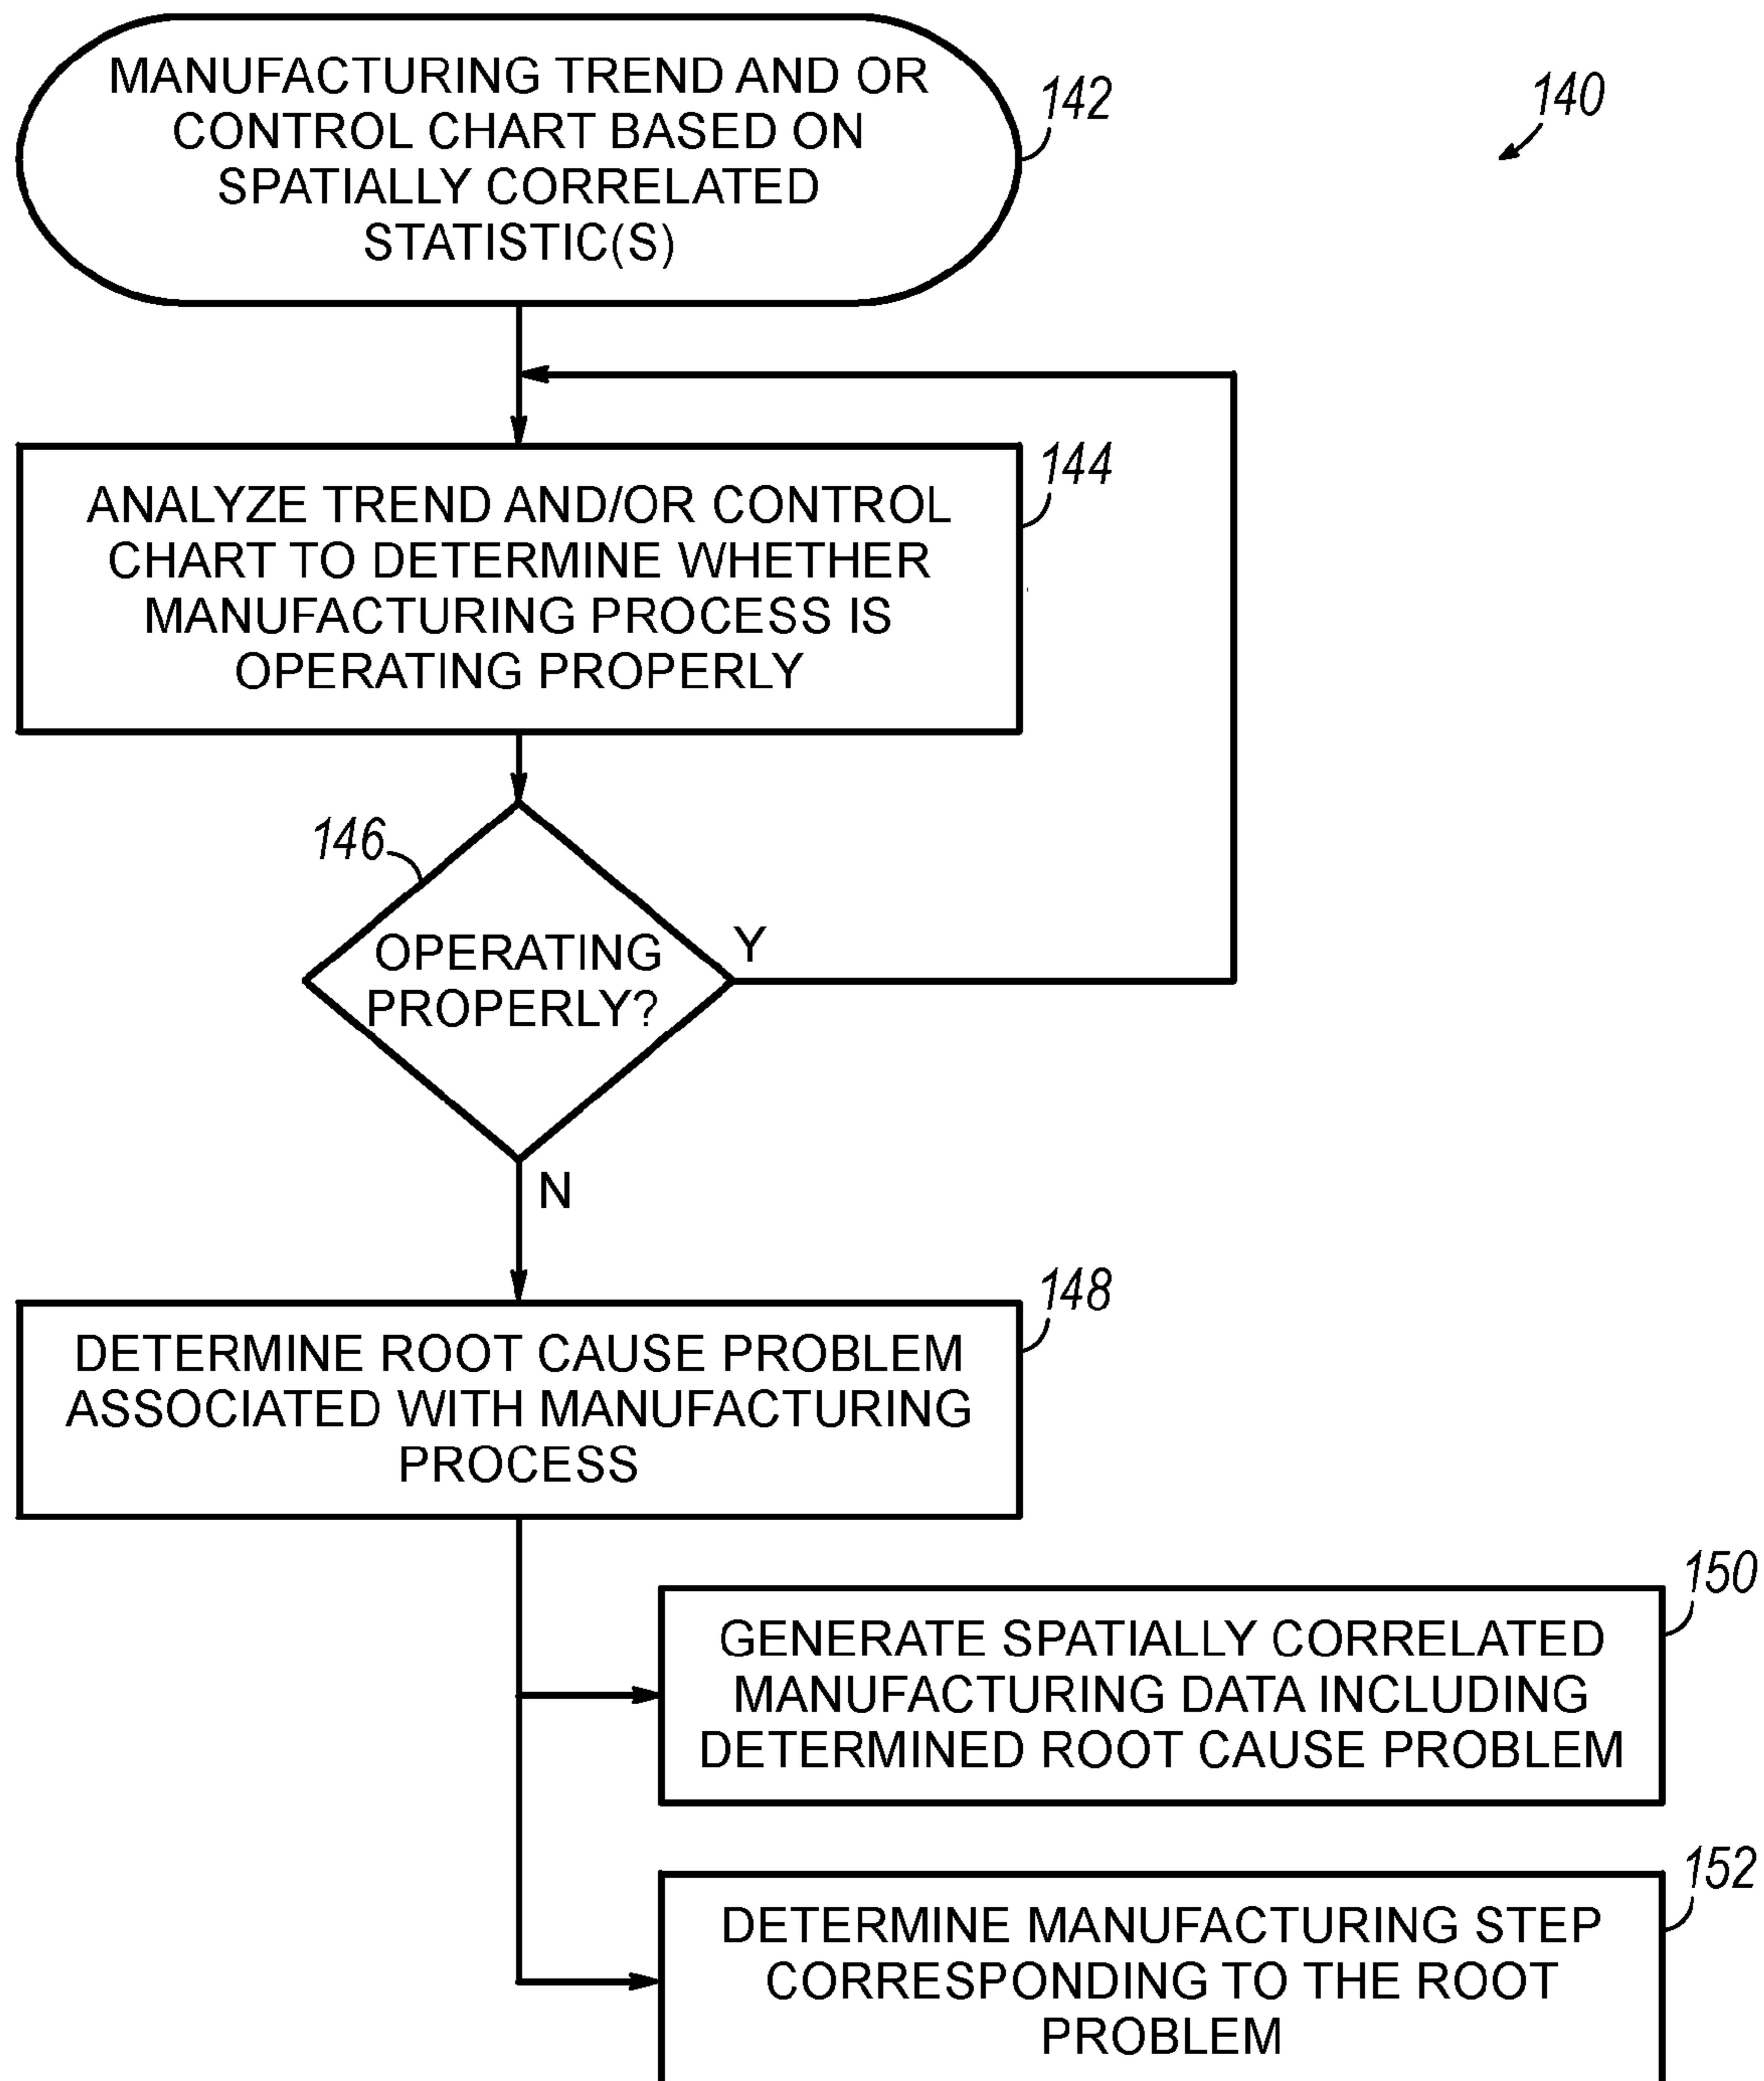 MANUFACTURING TREND AND OR
CONTROL CHART BASED ON
SPATIALLY CORRELATED
STATISTIC(S)
142
140
ANALYZE TREND AND/OR CONTROL
CHART TO DETERMINE WHETHER
MANUFACTURING PROCESS IS
OPERATING PROPERLY
144
146
OPERATING
PROPERLY?
Y
N
DETERMINE ROOT CAUSE PROBLEM
ASSOCIATED WITH MANUFACTURING
PROCESS
148
GENERATE SPATIALLY CORRELATED
MANUFACTURING DATA INCLUDING
DETERMINED ROOT CAUSE PROBLEM
150
DETERMINE MANUFACTURING STEP
CORRESPONDING TO THE ROOT
PROBLEM
152